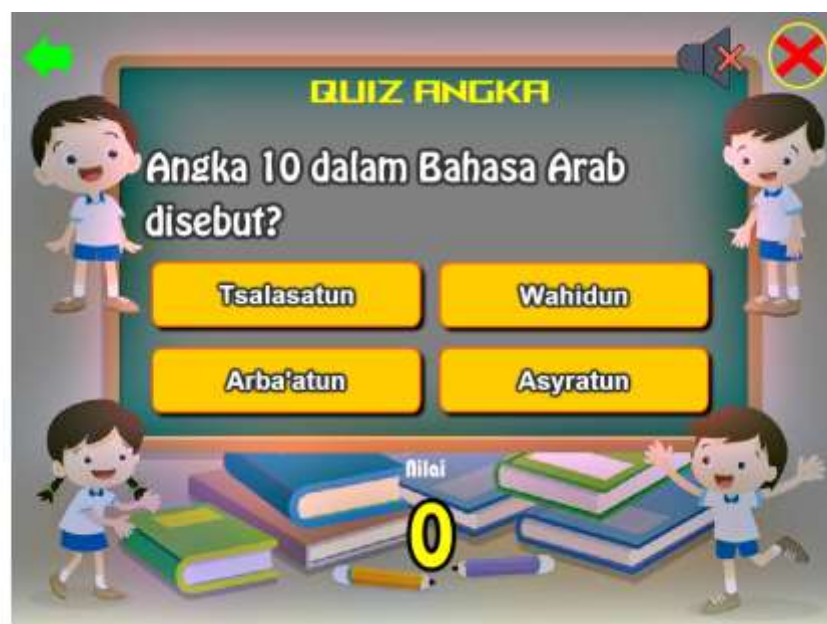 QUIZ ANGKA
Angka 10 dalam Bahasa Arab
disebut?
Tsalasatun
Wahidun
Arba'atun
Asyratun
Nilai
0